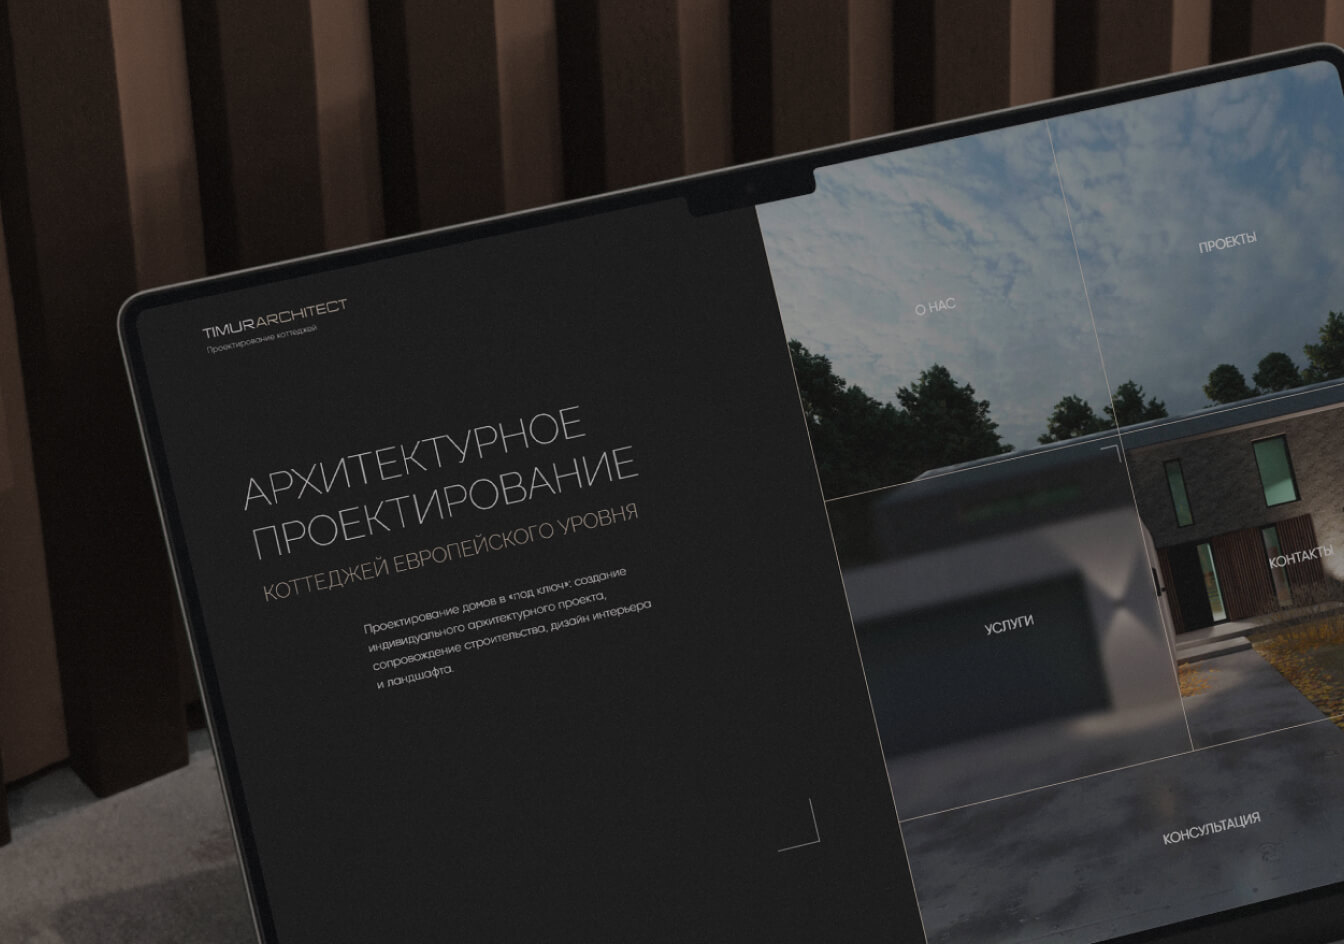 TIMURARCHITECT
Проектирование коттеджей
АРХИТЕКТУРНОЕ
ПРОЕКТИРОВАНИЕ
КОТТЕДЖЕЙ ЕВРОПЕЙСКОГО УРОВНЯ
Проектирование домов в «под ключ»: создание
индивидуального архитектурного проекта,
сопровождение строительства, дизайн интерьера
и ландшафта.
О НАС
ПРОЕКТЫ
УСЛУГИ
КОНТАКТЫ
КОНСУЛЬТАЦИЯ